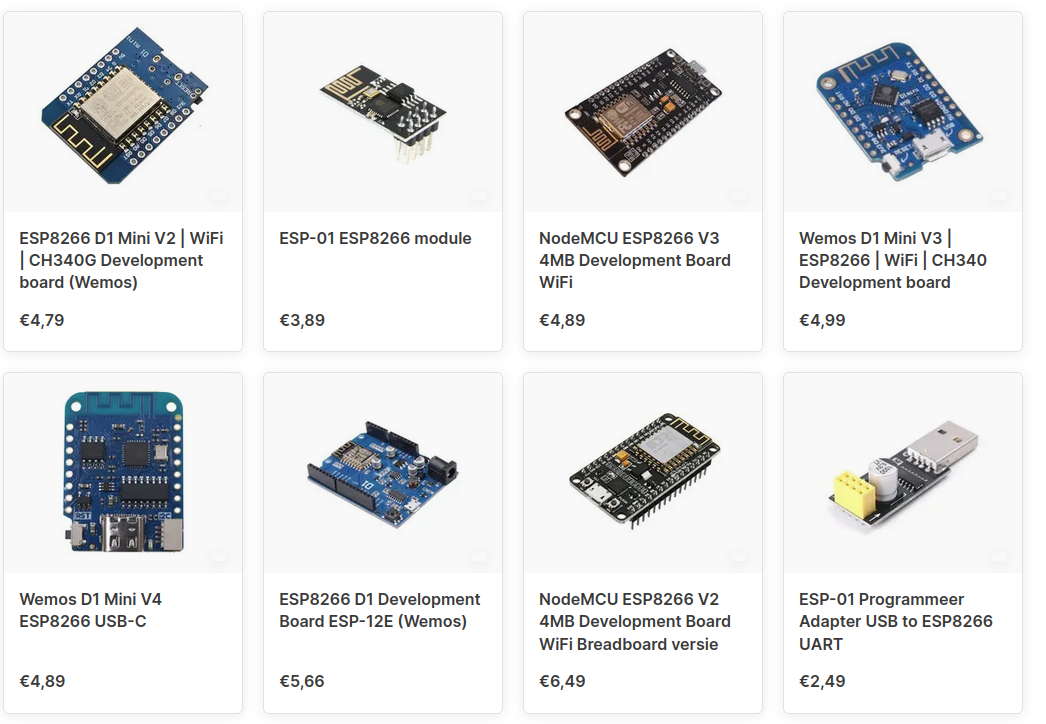 ESP8266 D1 Mini V2 | WiFi
| CH340G Development
board (Wemos)
€4,79
ESP-01 ESP8266 module
€3,89
NodeMCU ESP8266 V3
4MB Development Board
WiFi
€4,89
Wemos D1 Mini V3 |
ESP8266 | WiFi | CH340
Development board
€4,99
Wemos D1 Mini V4
ESP8266 USB-C
€4,89
ESP8266 D1 Development
Board ESP-12E (Wemos)
€5,66
NodeMCU ESP8266 V2
4MB Development Board
WiFi Breadboard versie
€6,49
ESP-01 Programmeer
Adapter USB to ESP8266
UART
€2,49